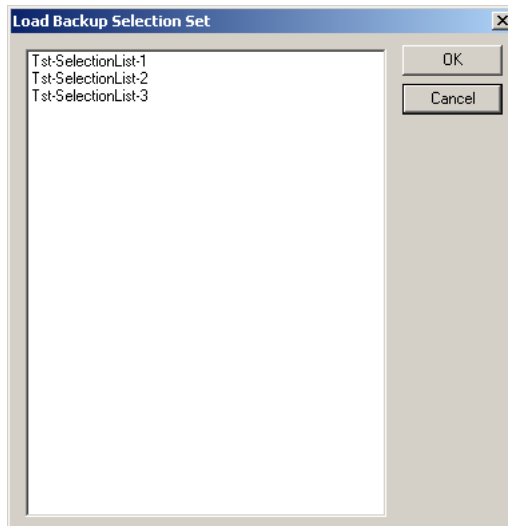 Load Backup Selection Set
Tst-SelectionList-1
Tst-SelectionList-2
Tst-SelectionList-3
OK
Cancel